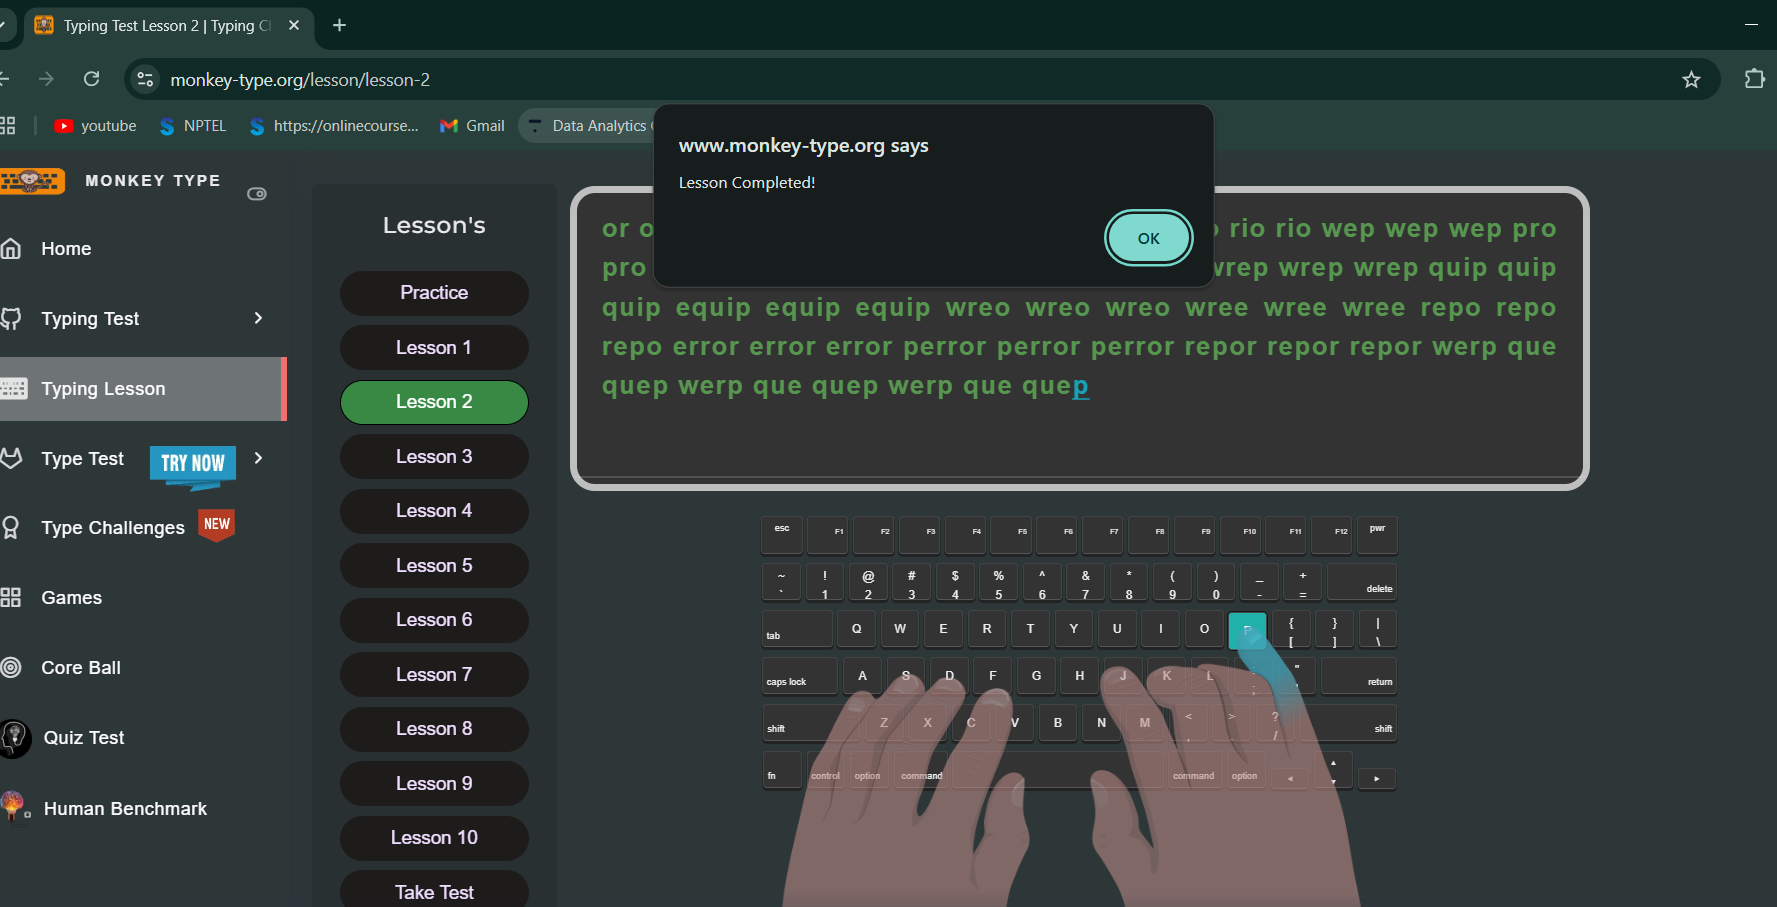 Typing Test Lesson 2 | Typing Cl
monkey-type.org/lesson/lesson-2
youtube
NPTEL
https://onlinecourse...
Gmail
Data Analytics
www.monkey-type.org says
Lesson Completed!
OK
MONKEY TYPE
Home
Typing Test
Typing Lesson
Type Test
TRY NOW
Type Challenges
NEW
Games
Core Ball
Quiz Test
Human Benchmark
Lesson's
Practice
Lesson 1
Lesson 2
Lesson 3
Lesson 4
Lesson 5
Lesson 6
Lesson 7
Lesson 8
Lesson 9
Lesson 10
Take Test
or rio rio wep wep wep pro
pro wrep wrep wrep quip quip
quip equip equip equip wreo wreo wreo wree wree wree repo repo
repo error error error perror perror perror repor repor repor werp que
quep werp que quep werp que quep
esc F1 F2 F3 F4 F5 F6 F7 F8 F9 F10 F11 F12 pwr
~ ! @ # $ % ^ & * ( ) _ +
` 1 2 3 4 5 6 7 8 9 0 - = delete
tab Q W E R T Y U I O P { } |
[ ] \
caps lock A S D F G H J K L : " return
; '
shift Z X C V B N M < > ? shift
, . /
fn control option command command option ◂ ▴ ▾ ▸